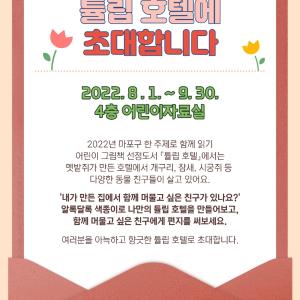 튤립 호텔에
초대합니다
2022. 8. 1. ~ 9. 30.
4층 어린이자료실
2022년 마포구 한 주제로 함께 읽기
어린이 그림책 선정도서 「튤립 호텔」에서는
멧밭쥐가 만든 호텔에서 개구리, 참새, 시궁쥐 등
다양한 동물 친구들이 살고 있어요.
'내가 만든 집에서 함께 머물고 싶은 친구가 있나요?'
알록달록 색종이로 나만의 튤립 호텔을 만들어보고,
함께 머물고 싶은 친구에게 편지를 써보세요.
여러분을 아늑하고 향긋한 튤립 호텔로 초대합니다.